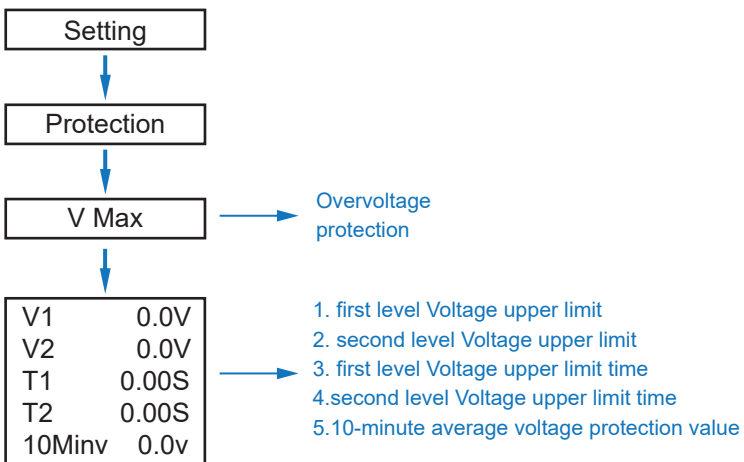 Setting
Protection
V Max
Overvoltage
protection
V1 0.0V
V2 0.0V
T1 0.00S
T2 0.00S
10Minv 0.0v
1. first level Voltage upper limit
2. second level Voltage upper limit
3. first level Voltage upper limit time
4.second level Voltage upper limit time
5.10-minute average voltage protection value